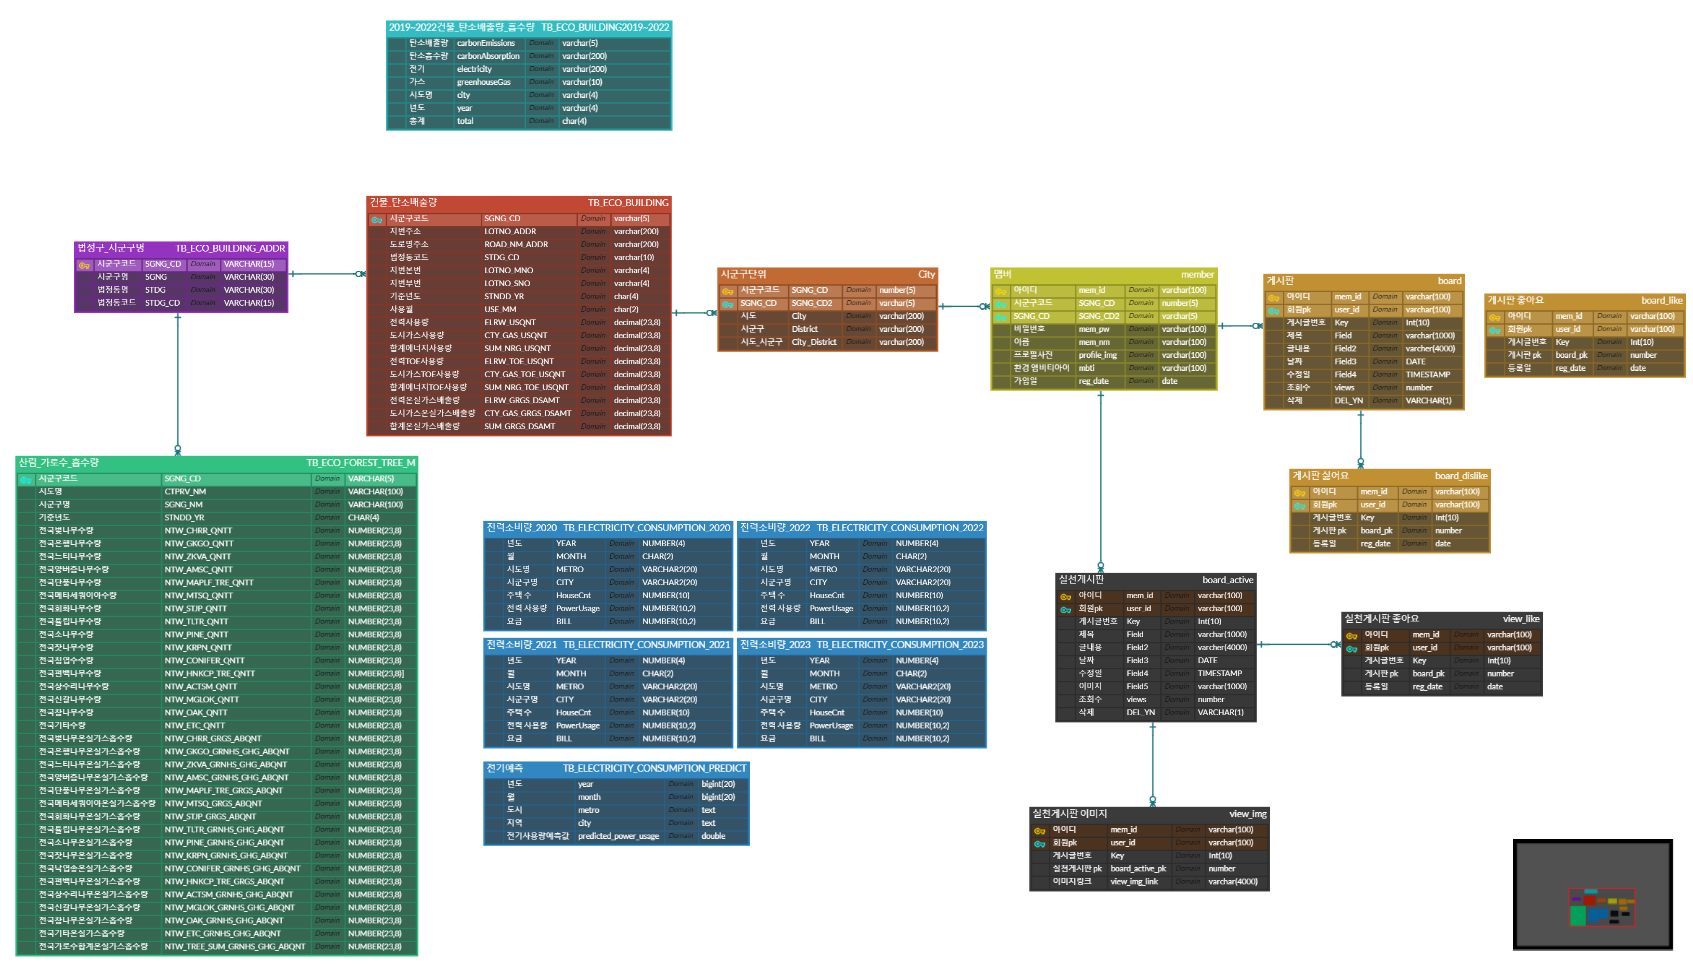 2019~2022건물_탄소배출량_흡수량 TB_ECO_BUILDING2019~2022
탄소배출량 carbonEmissions Domain varchar(5)
탄소흡수량 carbonAbsorption Domain varchar(200)
전기 electricity Domain varchar(200)
가스 greenhouseGas Domain varchar(10)
시도명 city Domain varchar(4)
년도 year Domain varchar(4)
총계 total Domain char(4)
건물_탄소배출량 TB_ECO_BUILDING
시군구코드 SGNG_CD Domain varchar(5)
지번주소 LOTNO_ADDR Domain varchar(200)
도로명주소 ROAD_NM_ADDR Domain varchar(200)
법정동코드 STDG_CD Domain varchar(10)
지번본번 LOTNO_MNO Domain varchar(4)
지번부번 LOTNO_SNO Domain varchar(4)
기준년도 STNDD_YR Domain char(4)
사용월 USE_MM Domain char(2)
전력사용량 ELRW_USQNT Domain decimal(23,8)
도시가스사용량 CTY_GAS_USQNT Domain decimal(23,8)
합계에너지사용량 SUM_NRG_USQNT Domain decimal(23,8)
전력TOE사용량 ELRW_TOE_USQNT Domain decimal(23,8)
도시가스TOE사용량 CTY_GAS_TOE_USQNT Domain decimal(23,8)
합계에너지TOE사용량 SUM_NRG_TOE_USQNT Domain decimal(23,8)
전력온실가스배출량 ELRW_GRGS_DSAMT Domain decimal(23,8)
도시가스온실가스배출량 CTY_GAS_GRGS_DSAMT Domain decimal(23,8)
합계온실가스배출량 SUM_GRGS_DSAMT Domain decimal(23,8)
법정구_시군구명 TB_ECO_BUILDING_ADDR
시군구코드 SGNG_CD Domain VARCHAR(15)
시군구명 SGNG Domain VARCHAR(30)
법정동명 STDG Domain VARCHAR(30)
법정동코드 STDG_CD Domain VARCHAR(15)
시군구단위 City
시군구코드 SGNG_CD Domain number(5)
SGNG_CD SGNG_CD2 Domain varchar(5)
시도 City Domain varchar(200)
시군구 District Domain varchar(200)
시도_시군구 City_District Domain varchar(200)
멤버 member
아이디 mem_id Domain varchar(100)
시군구코드 SGNG_CD Domain number(5)
SGNG_CD SGNG_CD2 Domain varchar(5)
비밀번호 mem_pw Domain varchar(100)
이름 mem_nm Domain varchar(100)
프로필사진 profile_img Domain varchar(100)
환경 엠비티아이 mbti Domain varchar(100)
가입일 reg_date Domain date
게시판 board
아이디 mem_id Domain varchar(100)
회원pk user_id Domain varchar(100)
게시글번호 Key Domain Int(10)
제목 Field Domain varchar(1000)
글내용 Field2 Domain varcher(4000)
날짜 Field3 Domain DATE
수정일 Field4 Domain TIMESTAMP
조회수 views Domain number
삭제 DEL_YN Domain VARCHAR(1)
게시판 좋아요 board_like
아이디 mem_id Domain varchar(100)
회원pk user_id Domain varchar(100)
게시글번호 Key Domain Int(10)
게시판 pk board_pk Domain number
등록일 reg_date Domain date
게시판 싫어요 board_dislike
아이디 mem_id Domain varchar(100)
회원pk user_id Domain varchar(100)
게시글번호 Key Domain Int(10)
게시판 pk board_pk Domain number
등록일 reg_date Domain date
산림_가로수_흡수량 TB_ECO_FOREST_TREE_M
시군구코드 SGNG_CD Domain VARCHAR(5)
시도명 CTPRV_NM Domain VARCHAR(100)
시군구명 SGNG_NM Domain VARCHAR(100)
기준년도 STNDD_YR Domain CHAR(4)
전국벚나무수량 NTW_CHRR_QNTT Domain NUMBER(23,8)
전국은행나무수량 NTW_GKGO_QNTT Domain NUMBER(23,8)
전국느티나무수량 NTW_ZKVA_QNTT Domain NUMBER(23,8)
전국양버즘나무수량 NTW_AMSC_QNTT Domain NUMBER(23,8)
전국단풍나무수량 NTW_MAPLF_TRE_QNTT Domain NUMBER(23,8)
전국메타세쿼이아수량 NTW_MTSQ_QNTT Domain NUMBER(23,8)
전국회화나무수량 NTW_STJP_QNTT Domain NUMBER(23,8)
전국튤립나무수량 NTW_TLTR_QNTT Domain NUMBER(23,8)
전국소나무수량 NTW_PINE_QNTT Domain NUMBER(23,8)
전국잣나무수량 NTW_KRPN_QNTT Domain NUMBER(23,8)
전국침엽수수량 NTW_CONIFER_QNTT Domain NUMBER(23,8)
전국편백나무수량 NTW_HNKCP_TRE_QNTT Domain NUMBER(23,8)
전국상수리나무수량 NTW_ACTSM_QNTT Domain NUMBER(23,8)
전국신갈나무수량 NTW_MGLOK_QNTT Domain NUMBER(23,8)
전국참나무수량 NTW_OAK_QNTT Domain NUMBER(23,8)
전국기타수량 NTW_ETC_QNTT Domain NUMBER(23,8)
전국벚나무온실가스흡수량 NTW_CHRR_GRGS_ABQNT Domain NUMBER(23,8)
전국은행나무온실가스흡수량 NTW_GKGO_GRNHS_GHG_ABQNT Domain NUMBER(23,8)
전국느티나무온실가스흡수량 NTW_ZKVA_GRNHS_GHG_ABQNT Domain NUMBER(23,8)
전국양버즘나무온실가스흡수량 NTW_AMSC_GRNHS_GHG_ABQNT Domain NUMBER(23,8)
전국단풍나무온실가스흡수량 NTW_MAPLF_TRE_GRGS_ABQNT Domain NUMBER(23,8)
전국메타세쿼이아온실가스흡수량 NTW_MTSQ_GRGS_ABQNT Domain NUMBER(23,8)
전국회화나무온실가스흡수량 NTW_STJP_GRGS_ABQNT Domain NUMBER(23,8)
전국튤립나무온실가스흡수량 NTW_TLTR_GRNHS_GHG_ABQNT Domain NUMBER(23,8)
전국소나무온실가스흡수량 NTW_PINE_GRNHS_GHG_ABQNT Domain NUMBER(23,8)
전국잣나무온실가스흡수량 NTW_KRPN_GRNHS_GHG_ABQNT Domain NUMBER(23,8)
전국낙엽송온실가스흡수량 NTW_CONIFER_GRNHS_GHG_ABQNT Domain NUMBER(23,8)
전국편백나무온실가스흡수량 NTW_HNKCP_TRE_GRGS_ABQNT Domain NUMBER(23,8)
전국상수리나무온실가스흡수량 NTW_ACTSM_GRNHS_GHG_ABQNT Domain NUMBER(23,8)
전국신갈나무온실가스흡수량 NTW_MGLOK_GRNHS_GHG_ABQNT Domain NUMBER(23,8)
전국참나무온실가스흡수량 NTW_OAK_GRNHS_GHG_ABQNT Domain NUMBER(23,8)
전국기타온실가스흡수량 NTW_ETC_GRNHS_GHG_ABQNT Domain NUMBER(23,8)
전국가로수합계온실가스흡수량 NTW_TREE_SUM_GRNHS_GHG_ABQNT Domain NUMBER(23,8)
전력소비량_2020 TB_ELECTRICITY_CONSUMPTION_2020
년도 YEAR Domain NUMBER(4)
월 MONTH Domain CHAR(2)
시도명 METRO Domain VARCHAR2(20)
시군구명 CITY Domain VARCHAR2(20)
주택 수 HouseCnt Domain NUMBER(10)
전력 사용량 PowerUsage Domain NUMBER(10,2)
요금 BILL Domain NUMBER(10,2)
전력소비량_2022 TB_ELECTRICITY_CONSUMPTION_2022
년도 YEAR Domain NUMBER(4)
월 MONTH Domain CHAR(2)
시도명 METRO Domain VARCHAR2(20)
시군구명 CITY Domain VARCHAR2(20)
주택 수 HouseCnt Domain NUMBER(10)
전력 사용량 PowerUsage Domain NUMBER(10,2)
요금 BILL Domain NUMBER(10,2)
전력소비량_2021 TB_ELECTRICITY_CONSUMPTION_2021
년도 YEAR Domain NUMBER(4)
월 MONTH Domain CHAR(2)
시도명 METRO Domain VARCHAR2(20)
시군구명 CITY Domain VARCHAR2(20)
주택 수 HouseCnt Domain NUMBER(10)
전력 사용량 PowerUsage Domain NUMBER(10,2)
요금 BILL Domain NUMBER(10,2)
전력소비량_2023 TB_ELECTRICITY_CONSUMPTION_2023
년도 YEAR Domain NUMBER(4)
월 MONTH Domain CHAR(2)
시도명 METRO Domain VARCHAR2(20)
시군구명 CITY Domain VARCHAR2(20)
주택 수 HouseCnt Domain NUMBER(10)
전력 사용량 PowerUsage Domain NUMBER(10,2)
요금 BILL Domain NUMBER(10,2)
전기예측 TB_ELECTRICITY_CONSUMPTION_PREDICT
년도 year Domain bigint(20)
월 month Domain bigint(20)
도시 metro Domain text
지역 city Domain text
전기사용량예측값 predicted_power_usage Domain double
실천게시판 board_active
아이디 mem_id Domain varchar(100)
회원pk user_id Domain varchar(100)
게시글번호 Key Domain Int(10)
제목 Field Domain varchar(1000)
글내용 Field2 Domain varcher(4000)
날짜 Field3 Domain DATE
수정일 Field4 Domain TIMESTAMP
이미지 Field5 Domain varchar(1000)
조회수 views Domain number
삭제 DEL_YN Domain VARCHAR(1)
실천게시판 좋아요 view_like
아이디 mem_id Domain varchar(100)
회원pk user_id Domain varchar(100)
게시글번호 Key Domain Int(10)
게시판 pk board_pk Domain number
등록일 reg_date Domain date
실천게시판 이미지 view_img
아이디 mem_id Domain varchar(100)
회원pk user_id Domain varchar(100)
게시글번호 Key Domain Int(10)
실천게시판 pk board_active_pk Domain number
이미지링크 view_img_link Domain varchar(4000)